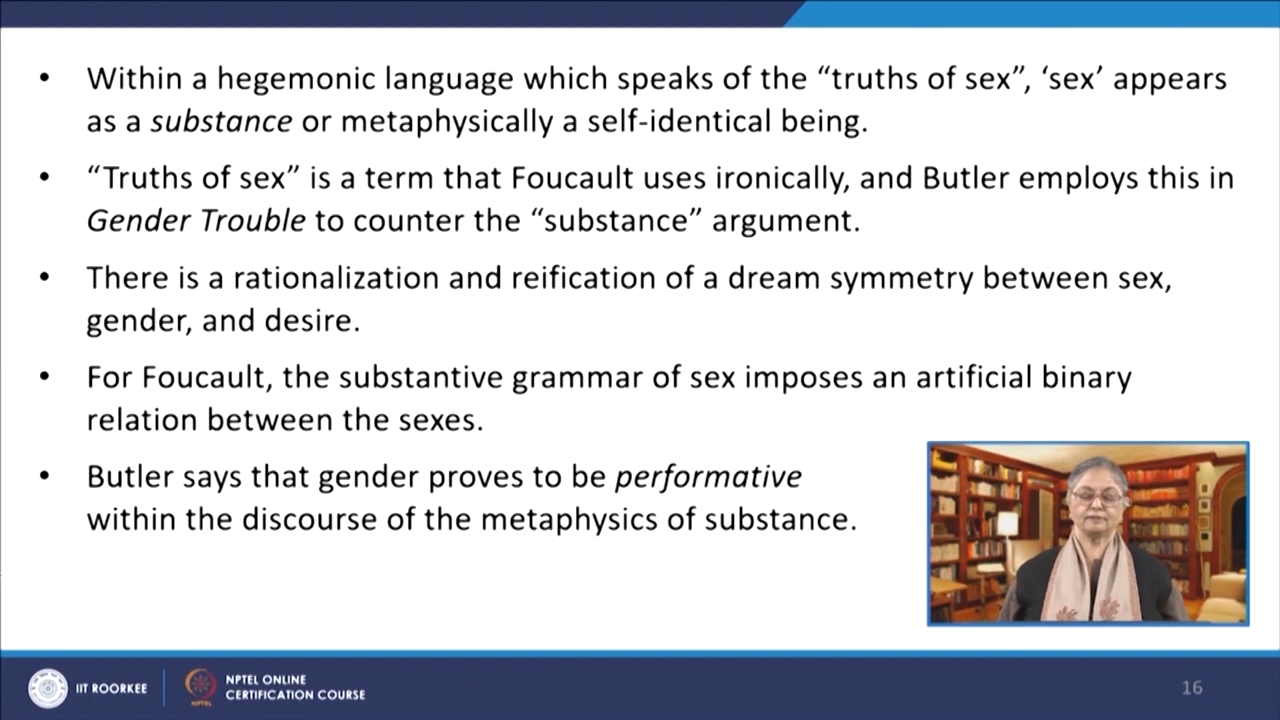 • Within a hegemonic language which speaks of the “truths of sex”, ‘sex’ appears
as a substance or metaphysically a self-identical being.
• “Truths of sex” is a term that Foucault uses ironically, and Butler employs this in
Gender Trouble to counter the “substance” argument.
• There is a rationalization and reification of a dream symmetry between sex,
gender, and desire.
• For Foucault, the substantive grammar of sex imposes an artificial binary
relation between the sexes.
• Butler says that gender proves to be performative
within the discourse of the metaphysics of substance.
IIT ROORKEE
NPTEL
NPTEL ONLINE
CERTIFICATION COURSE
16